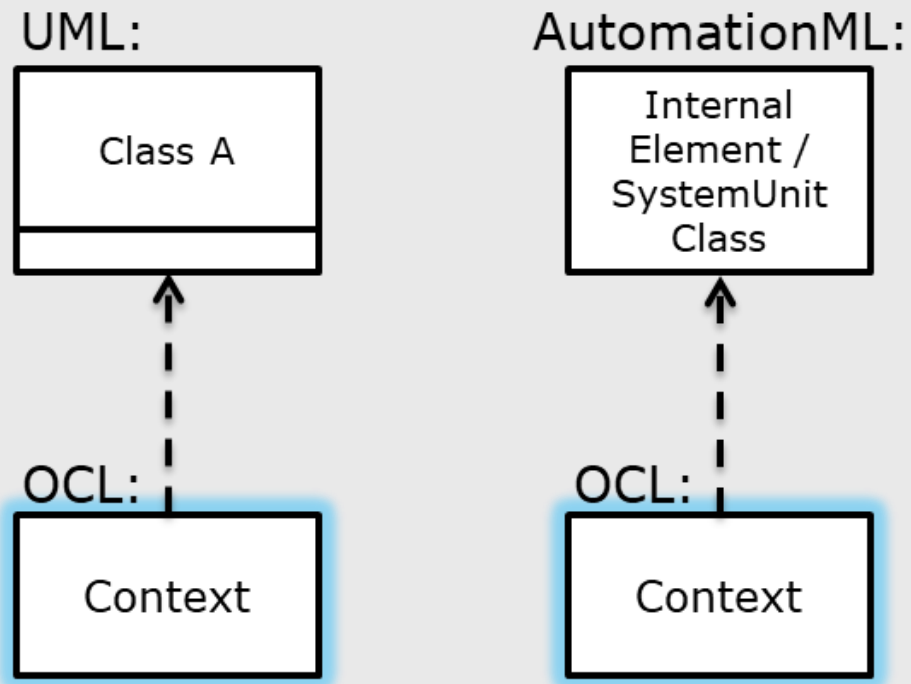 UML:
Class A
OCL:
Context
AutomationML:
Internal
Element /
SystemUnit
Class
OCL:
Context